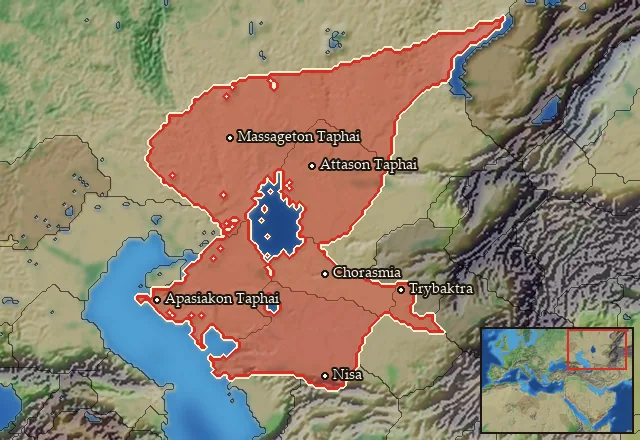 Massageton Taphai
Attason Taphai
Chorasmia
Trybaktra
Apasiakon Taphai
Nisa